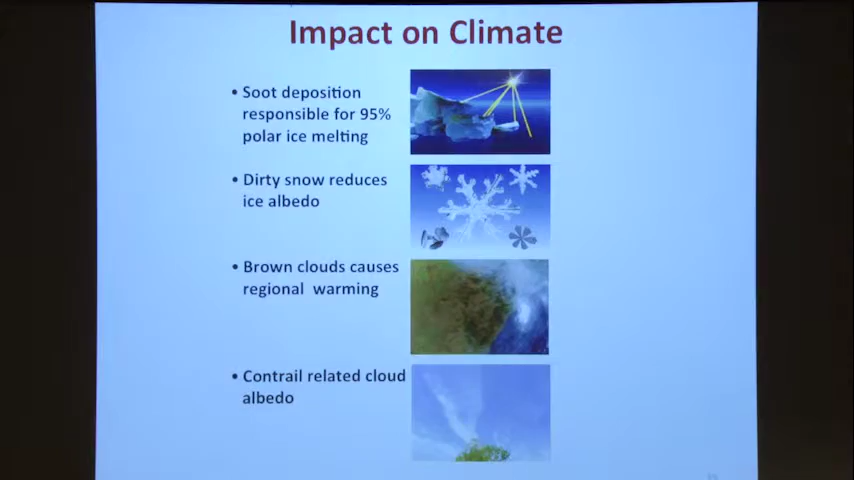 Impact on Climate
• Soot deposition
responsible for 95%
polar ice melting
• Dirty snow reduces
ice albedo
• Brown clouds causes
regional warming
• Contrail related cloud
albedo